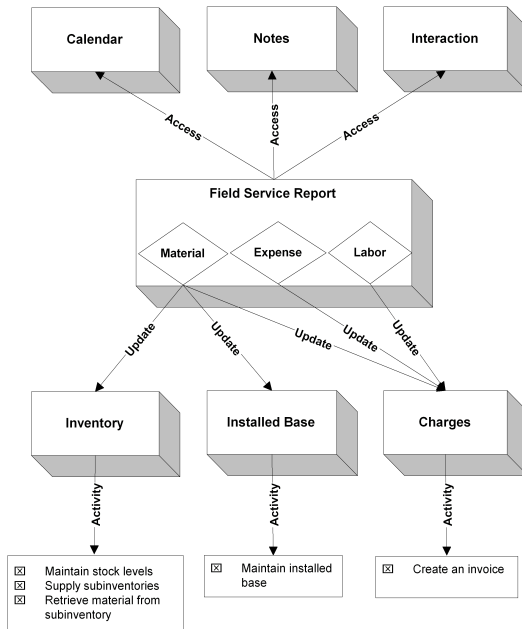 Calendar
Notes
Interaction
Access
Access
Access
Field Service Report
Material
Expense
Labor
Update
Update
Update
Update
Update
Inventory
Installed Base
Charges
Activity
Activity
Activity
Maintain stock levels
Supply subinventories
Retrieve material from
subinventory
Maintain installed
base
Create an invoice